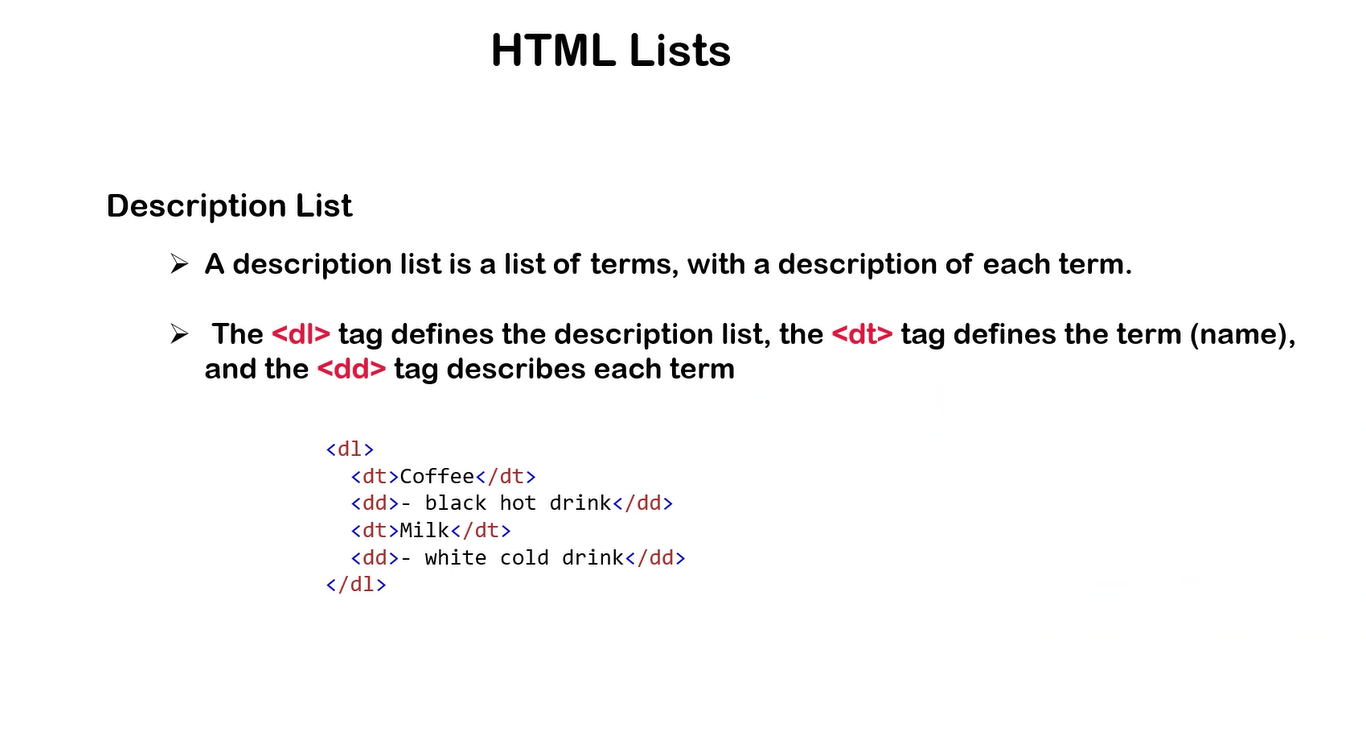 HTML Lists
Description List
➢ A description list is a list of terms, with a description of each term.
➢ The <dl> tag defines the description list, the <dt> tag defines the term (name),
and the <dd> tag describes each term
<dl>
<dt>Coffee</dt>
<dd>- black hot drink</dd>
<dt>Milk</dt>
<dd>- white cold drink</dd>
</dl>